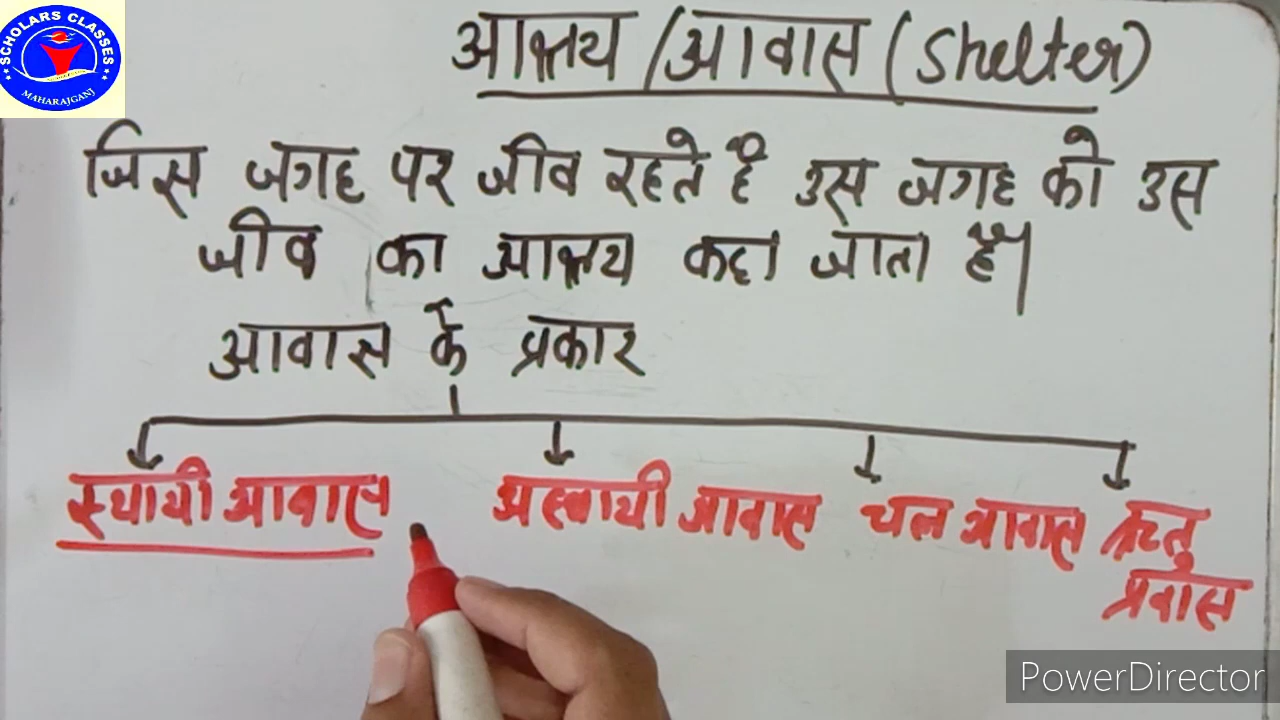 SCHOLARS CLASSES
MAHARAJGANJ
आश्रय / आवास ( Shelter )
जिस जगह पर जीव रहते है उस जगह को उस
जीव का आश्रय कहा जाता है।
आवास के प्रकार
स्थायी आवास अस्थायी आवास चल आवास ऋतु
प्रवास
PowerDirector